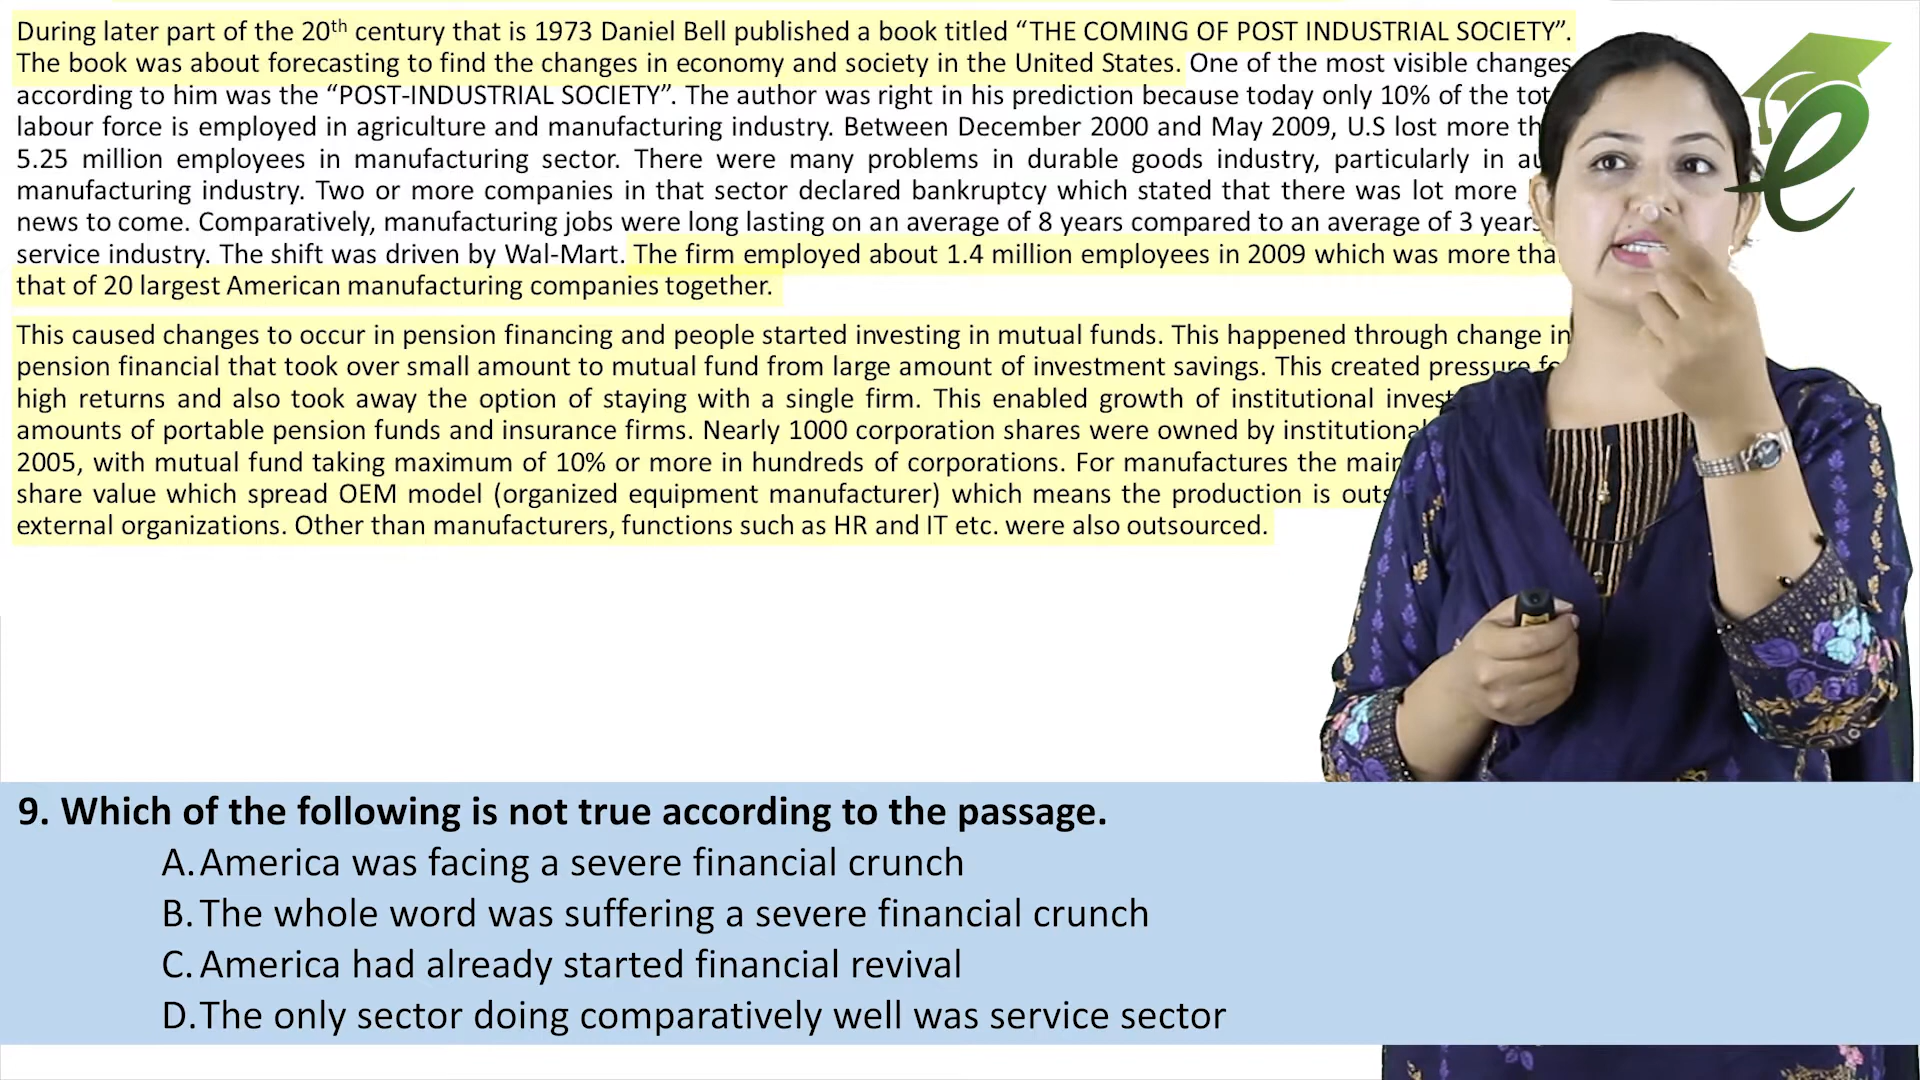 During later part of the 20th century that is 1973 Daniel Bell published a book titled “THE COMING OF POST INDUSTRIAL SOCIETY”.
The book was about forecasting to find the changes in economy and society in the United States. One of the most visible changes
according to him was the “POST-INDUSTRIAL SOCIETY”. The author was right in his prediction because today only 10% of the
labour force is employed in agriculture and manufacturing industry. Between December 2000 and May 2009, U.S lost more
5.25 million employees in manufacturing sector. There were many problems in durable goods industry, particularly in
manufacturing industry. Two or more companies in that sector declared bankruptcy which stated that there was lot more
news to come. Comparatively, manufacturing jobs were long lasting on an average of 8 years compared to an average of 3 years
service industry. The shift was driven by Wal-Mart. The firm employed about 1.4 million employees in 2009 which was more
that of 20 largest American manufacturing companies together.
This caused changes to occur in pension financing and people started investing in mutual funds. This happened through change in
pension financial that took over small amount to mutual fund from large amount of investment savings. This created pressure
high returns and also took away the option of staying with a single firm. This enabled growth of institutional
amounts of portable pension funds and insurance firms. Nearly 1000 corporation shares were owned by institutional
2005, with mutual fund taking maximum of 10% or more in hundreds of corporations. For manufactures the main
share value which spread OEM model (organized equipment manufacturer) which means the production is
external organizations. Other than manufacturers, functions such as HR and IT etc. were also outsourced.
9. Which of the following is not true according to the passage.
A. America was facing a severe financial crunch
B. The whole word was suffering a severe financial crunch
C. America had already started financial revival
D. The only sector doing comparatively well was service sector